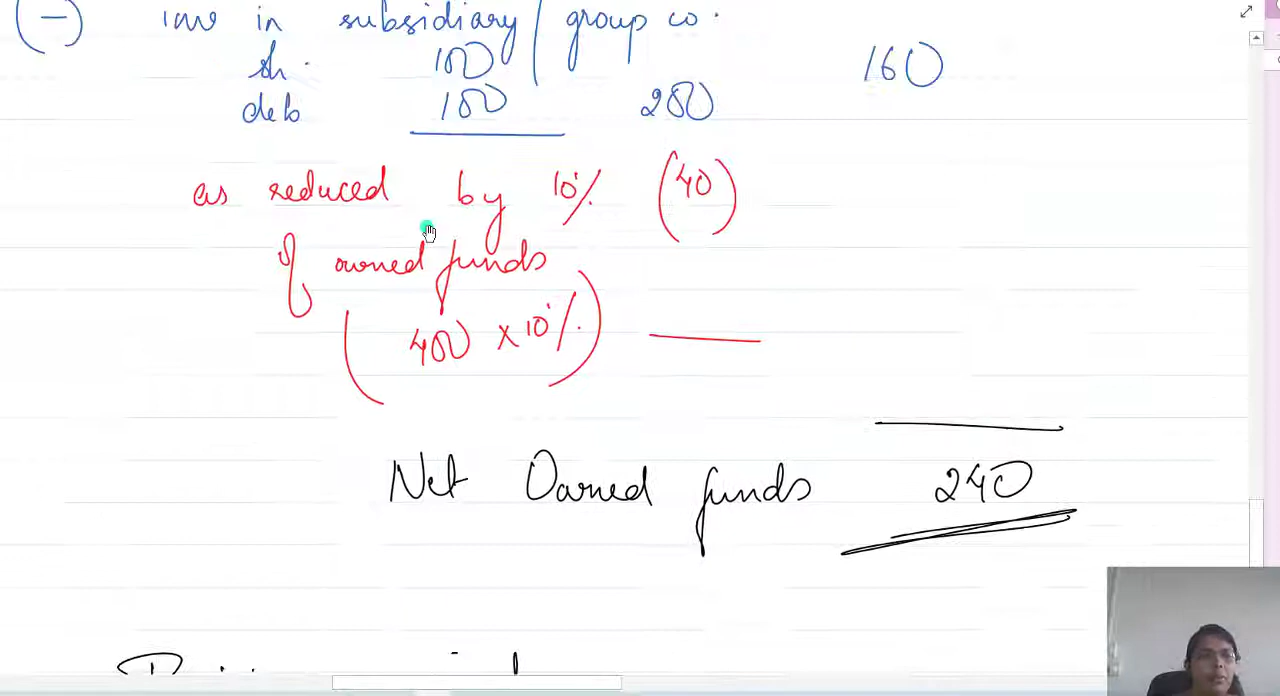 (-) inv in subsidiary / group co.
sh. 100 160
deb 100 200
as reduced by 10% (40)
of owned funds
(400 x 10%)
Net Owned funds 240